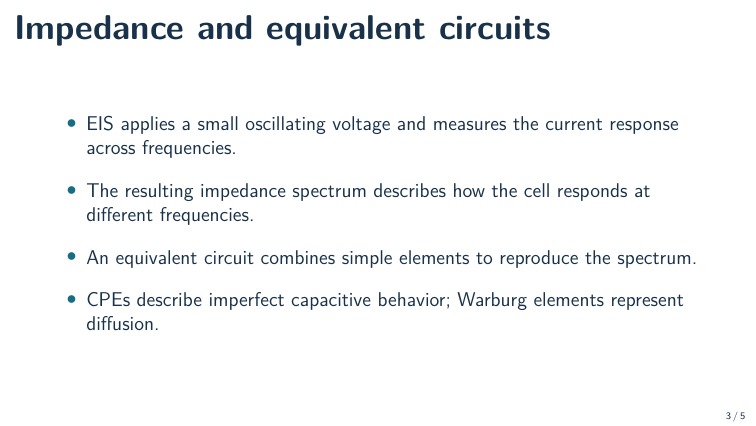 Impedance and equivalent circuits
• EIS applies a small oscillating voltage and measures the current response
across frequencies.
• The resulting impedance spectrum describes how the cell responds at
different frequencies.
• An equivalent circuit combines simple elements to reproduce the spectrum.
• CPEs describe imperfect capacitive behavior; Warburg elements represent
diffusion.
3 / 5